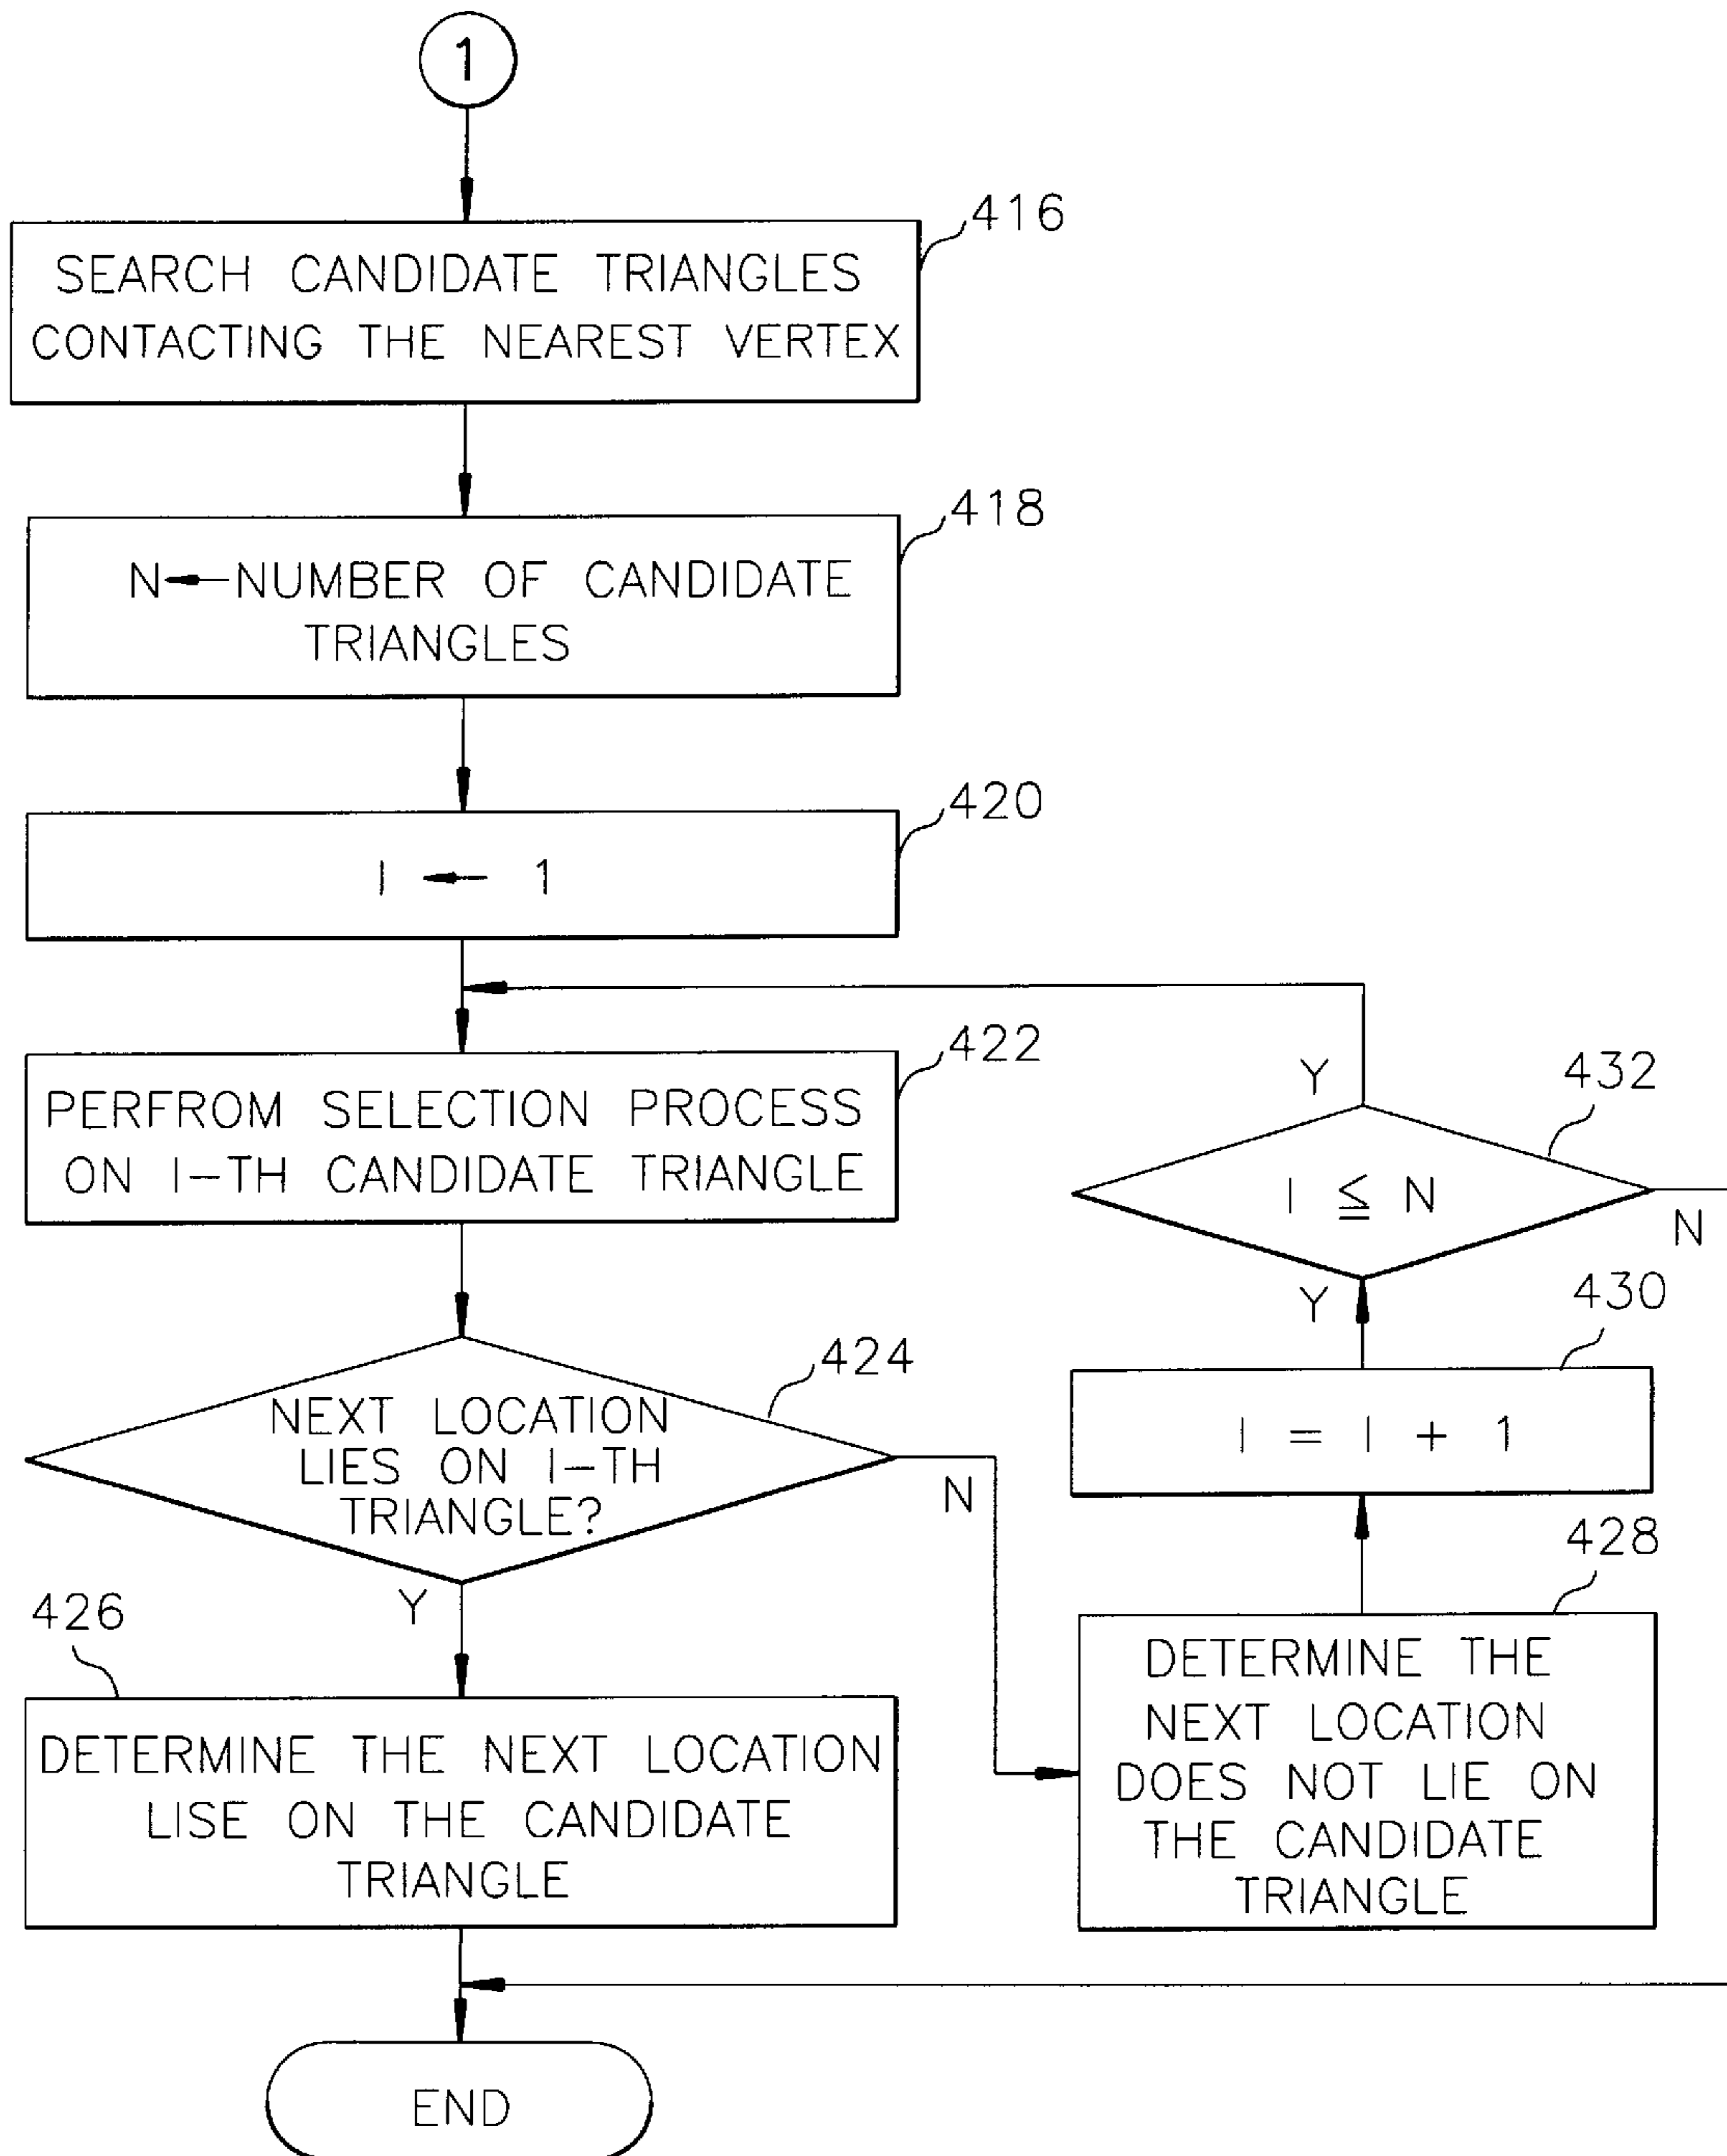 1
416
SEARCH CANDIDATE TRIANGLES
CONTACTING THE NEAREST VERTEX
418
N←NUMBER OF CANDIDATE
TRIANGLES
420
I ← 1
422
PERFROM SELECTION PROCESS
ON I-TH CANDIDATE TRIANGLE
424
NEXT LOCATION
LIES ON I-TH
TRIANGLE?
Y
N
426
DETERMINE THE NEXT LOCATION
LISE ON THE CANDIDATE
TRIANGLE
428
DETERMINE THE
NEXT LOCATION
DOES NOT LIE ON
THE CANDIDATE
TRIANGLE
430
I = I + 1
Y
432
I ≦ N
Y
N
END